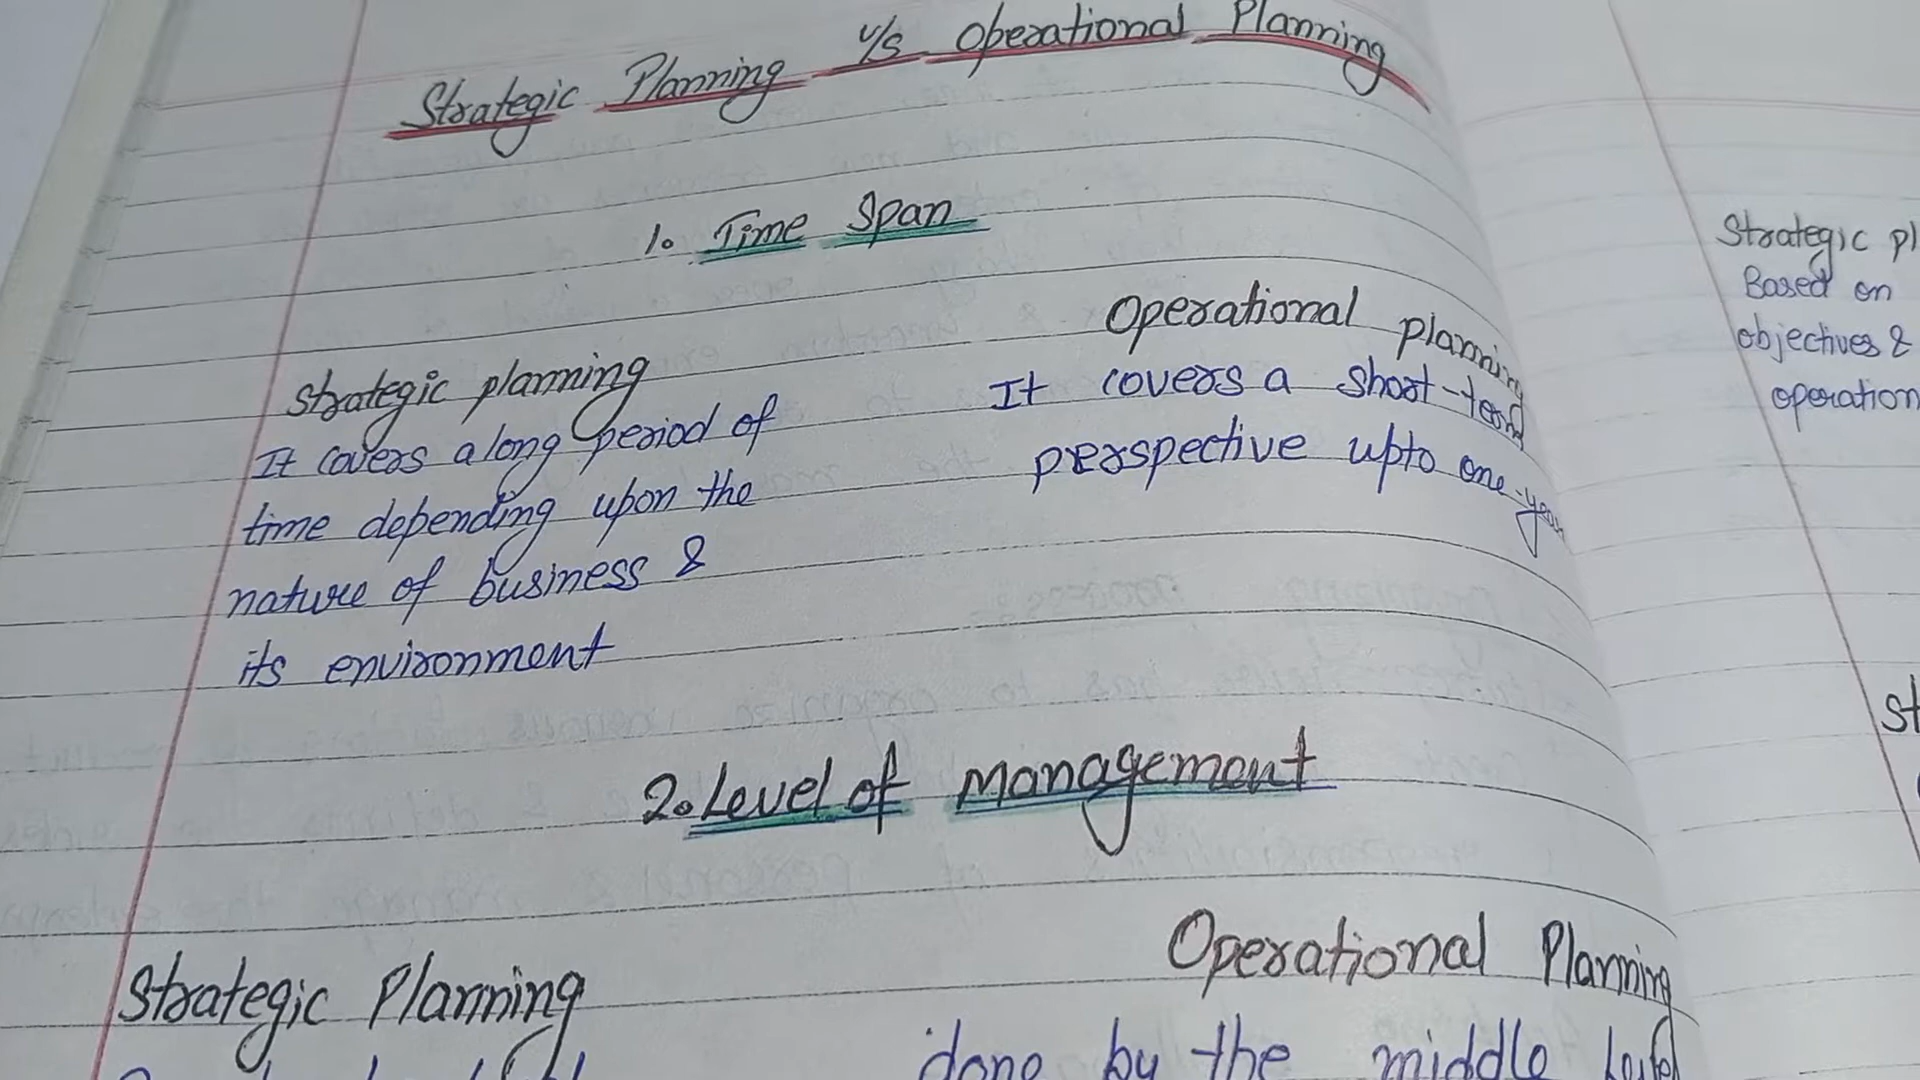 Strategic Planning v/s Operational Planning
1. Time Span
Strategic planning
It covers a long period of
time depending upon the
nature of business &
its environment
Operational planning
It covers a short-term
perspective upto one-year
2. Level of Management
Strategic Planning
Operational Planning
done by the middle level
Strategic pl
Based on
objectives &
operation
St